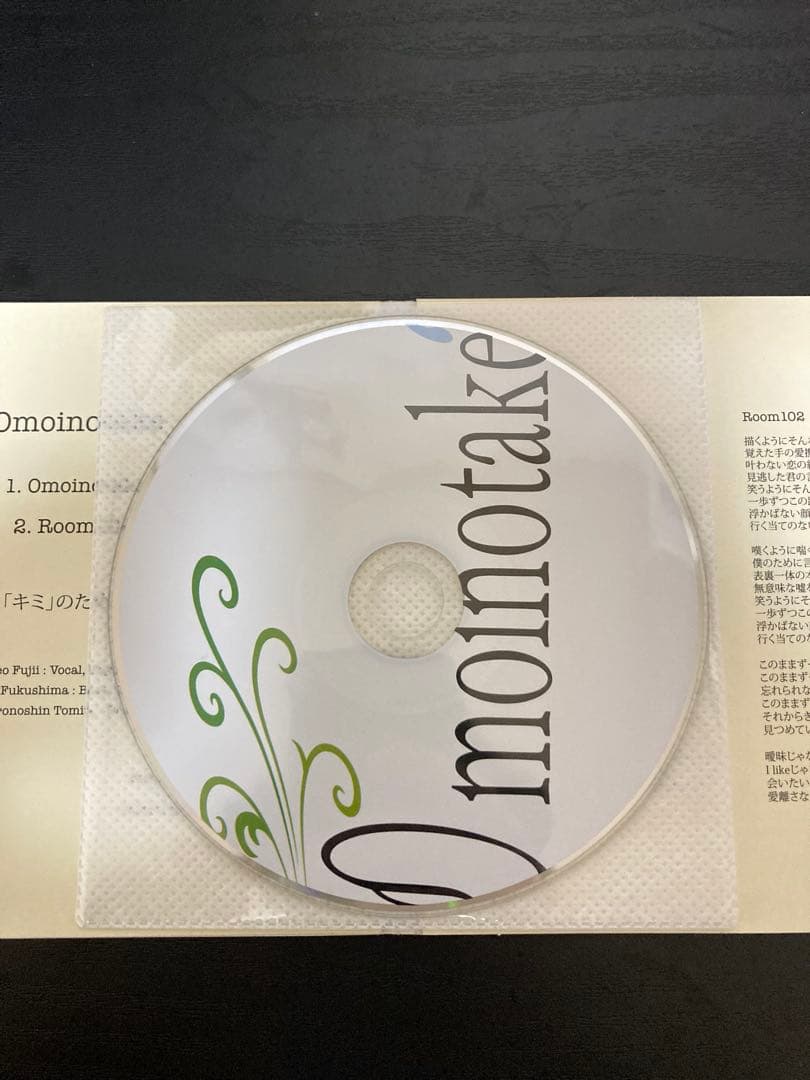 Omoino
1. Omoino
2. Room
「キミ」のた
eo Fujii : Vocal,
Fukushima : B
ronoshin Tomi
Omoinotake
Room102
描くようにそん
覚えた手の愛
叶わない恋の
見逃した君の
笑うようにそん
一歩ずつこの
浮かばない顔
行く当てのない
嘆くように喘
僕のために言
表裏一体の
無意味な嘘
笑うようにそ
一歩ずつこの
浮かばない
行く当てのな
このままずっ
このままずっ
忘れられな
このままず
それからき
見つめてい
曖昧じゃな
I likeじゃ
会いたい
愛離さな